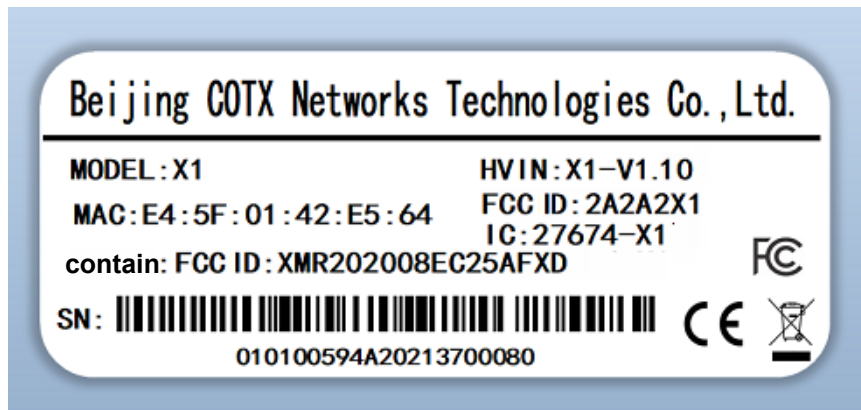 Beijing COTX Networks Technologies Co.,Ltd.
MODEL:X1
HVIN:X1-V1.10
MAC:E4:5F:01:42:E5:64
FCC ID:2A2A2X1
IC:27674-X1
contain: FCC ID:XMR202008EC25AFXD
FC
SN:
CE
010100594A20213700080